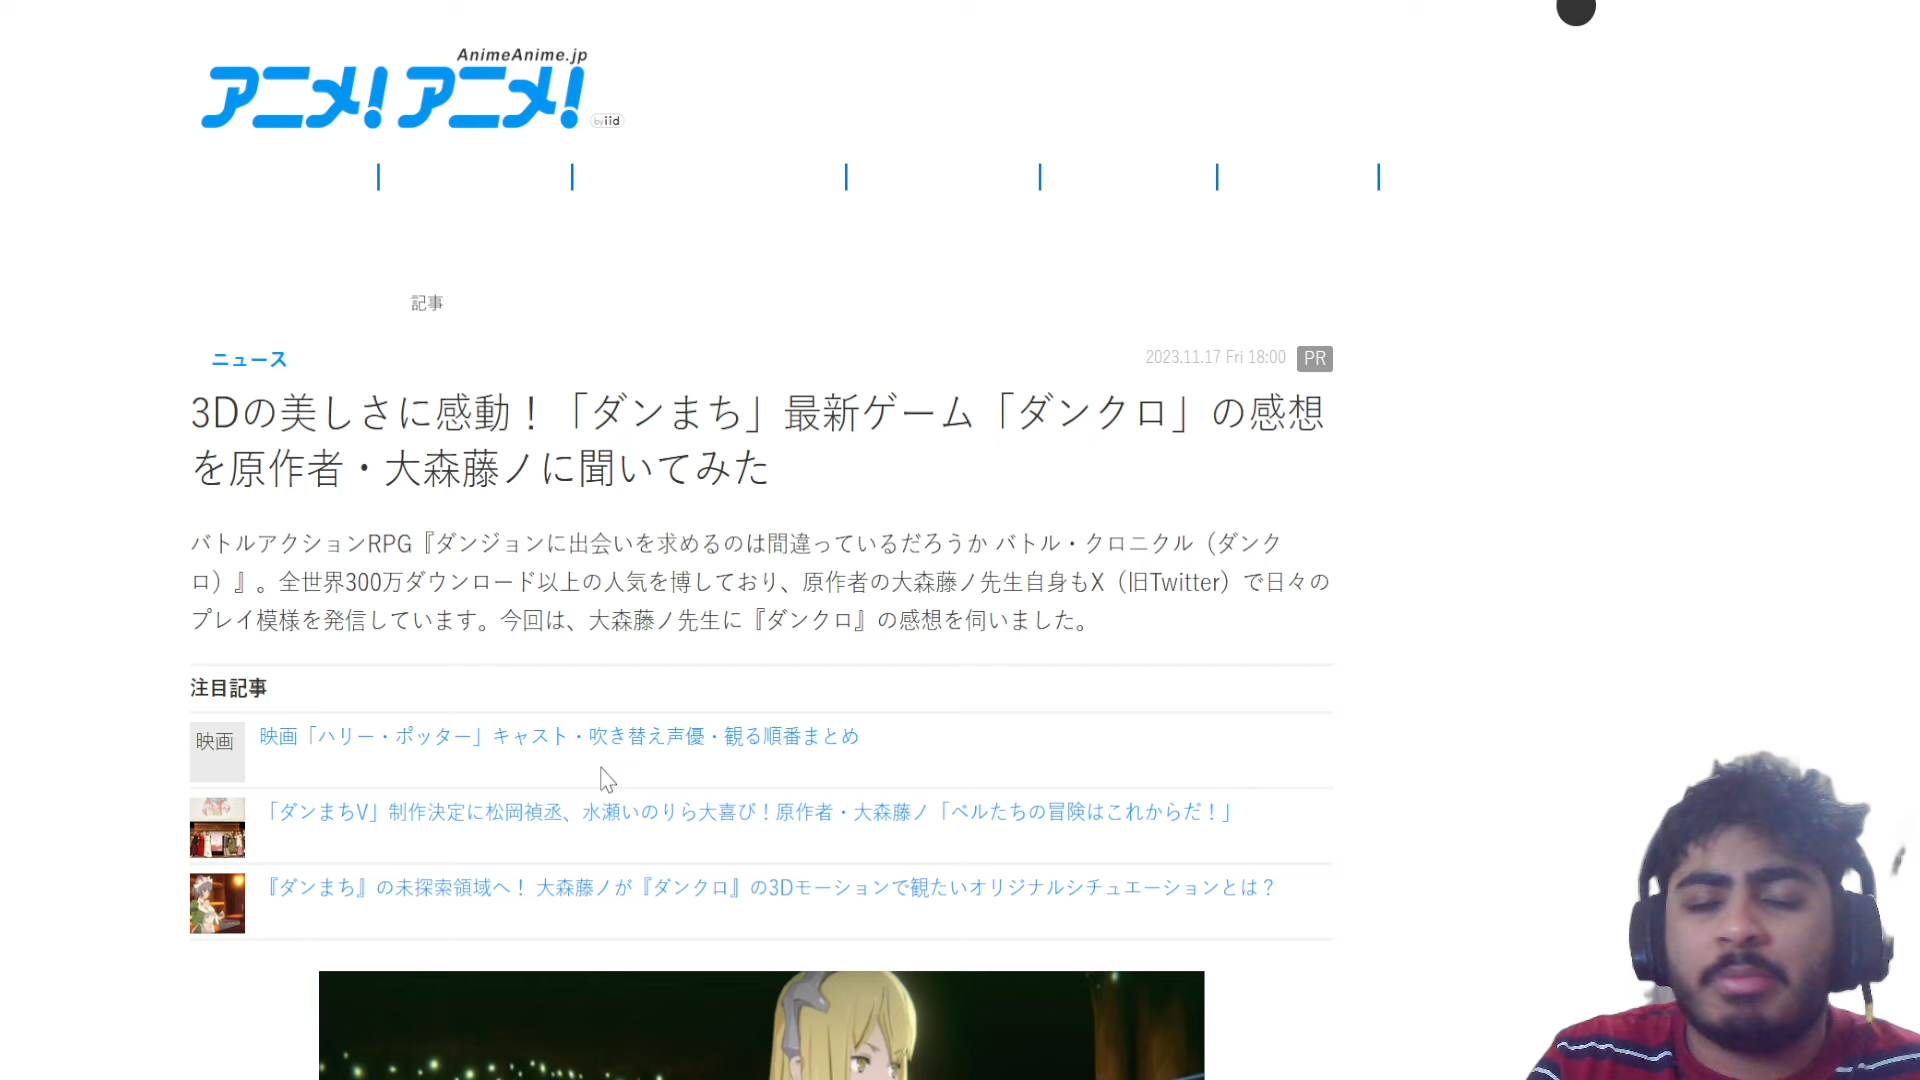 AnimeAnime.jp
アニメ!アニメ!
by iid
記事
ニュース
2023.11.17 Fri 18:00 PR
3Dの美しさに感動！「ダンまち」最新ゲーム「ダンクロ」の感想
を原作者・大森藤ノに聞いてみた
バトルアクションRPG『ダンジョンに出会いを求めるのは間違っているだろうか バトル・クロニクル（ダンク
ロ）』。全世界300万ダウンロード以上の人気を博しており、原作者の大森藤ノ先生自身もX（旧Twitter）で日々の
プレイ模様を発信しています。今回は、大森藤ノ先生に『ダンクロ』の感想を伺いました。
注目記事
映画
映画「ハリー・ポッター」キャスト・吹き替え声優・観る順番まとめ
「ダンまちV」制作決定に松岡禎丞、水瀬いのりら大喜び！原作者・大森藤ノ「ベルたちの冒険はこれからだ！」
『ダンまち』の未探索領域へ！ 大森藤ノが『ダンクロ』の3Dモーションで観たいオリジナルシチュエーションとは？